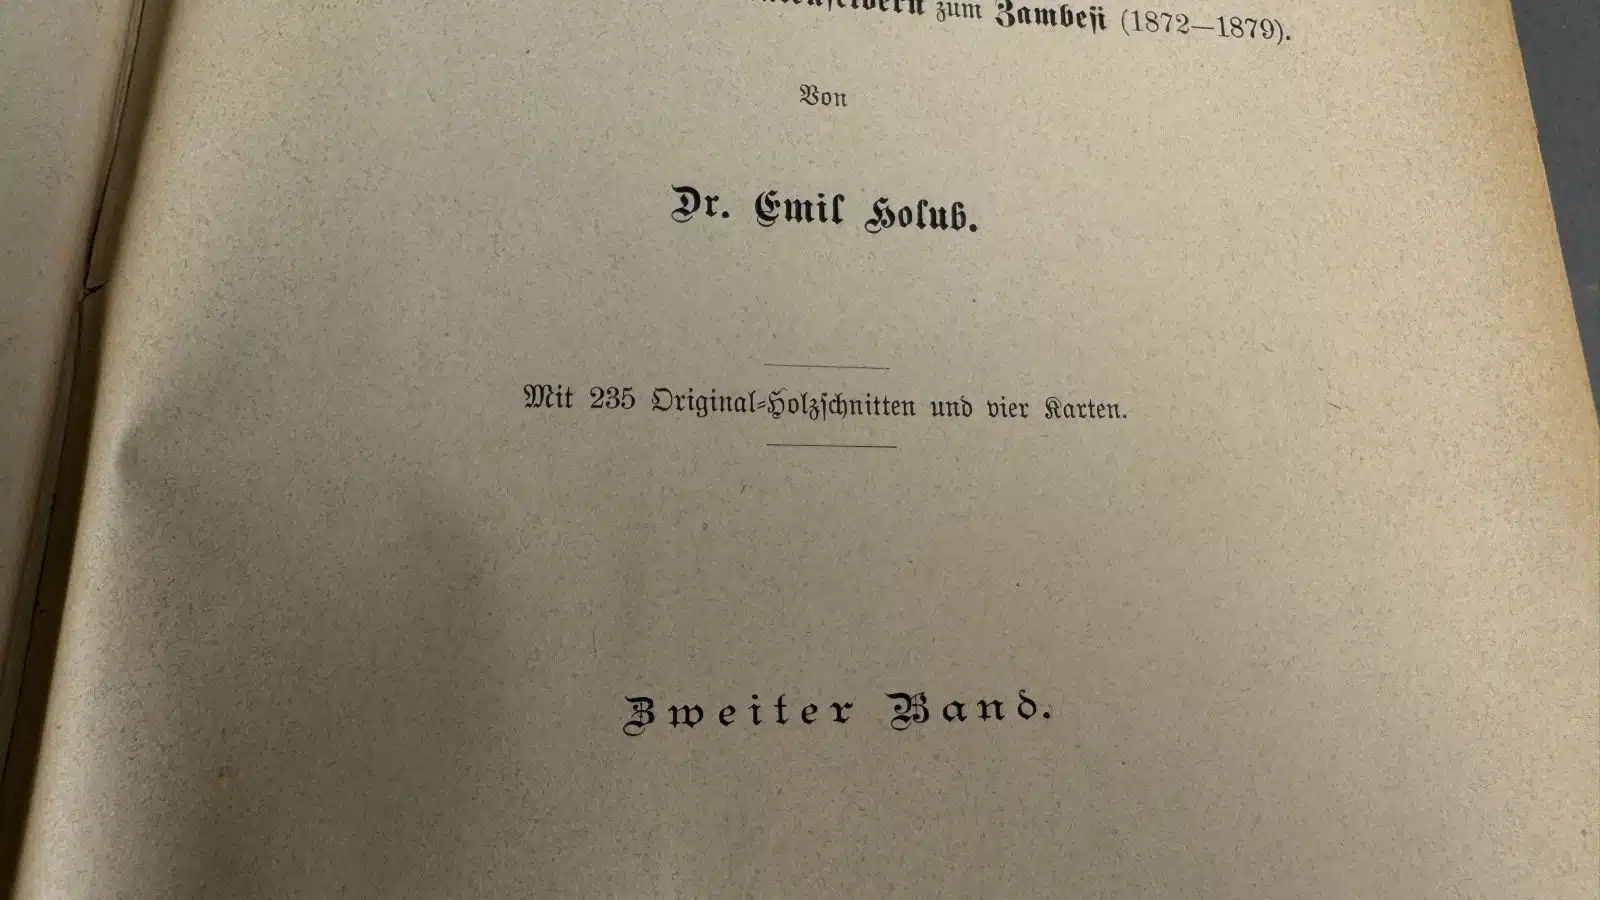 zum Zambesi (1872—1879).
Von
Dr. Emil Holub.
Mit 235 Original-Holzschnitten und vier Karten.
Zweiter Band.